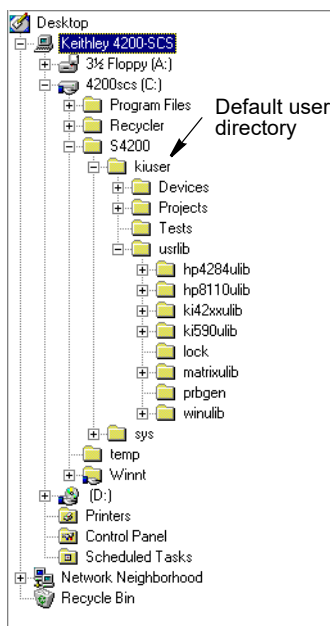 Desktop
Keithley 4200-SCS
3½ Floppy (A:)
4200scs (C:)
Program Files
Recycler
S4200
kiuser
Default user
directory
Devices
Projects
Tests
usrlib
hp4284ulib
hp8110ulib
ki42xxulib
ki590ulib
lock
matrixulib
prbgen
winulib
sys
temp
Winnt
(D:)
Printers
Control Panel
Scheduled Tasks
Network Neighborhood
Recycle Bin